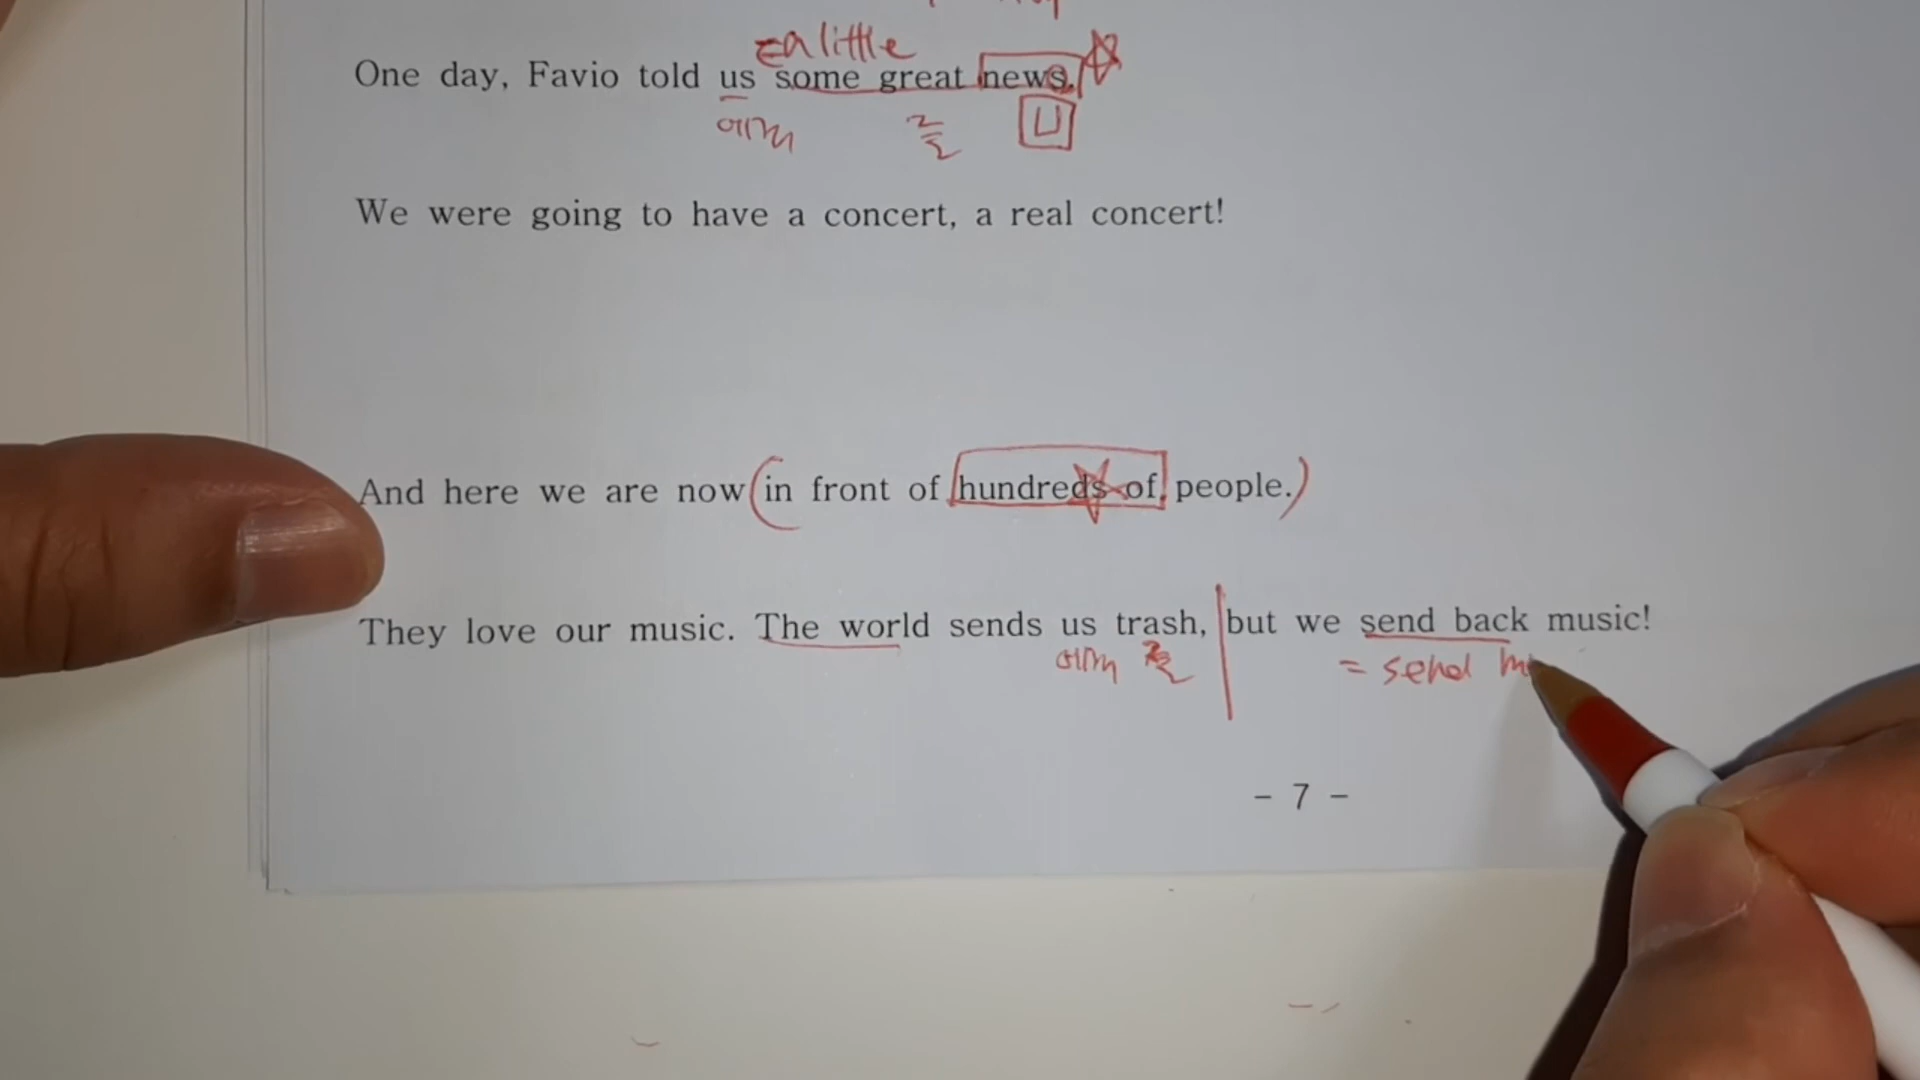 = a little
One day, Favio told us some great news.
에게 을 U
We were going to have a concert, a real concert!
And here we are now (in front of hundreds of people.)
They love our music. The world sends us trash, but we send back music!
에게 를 = send m
- 7 -